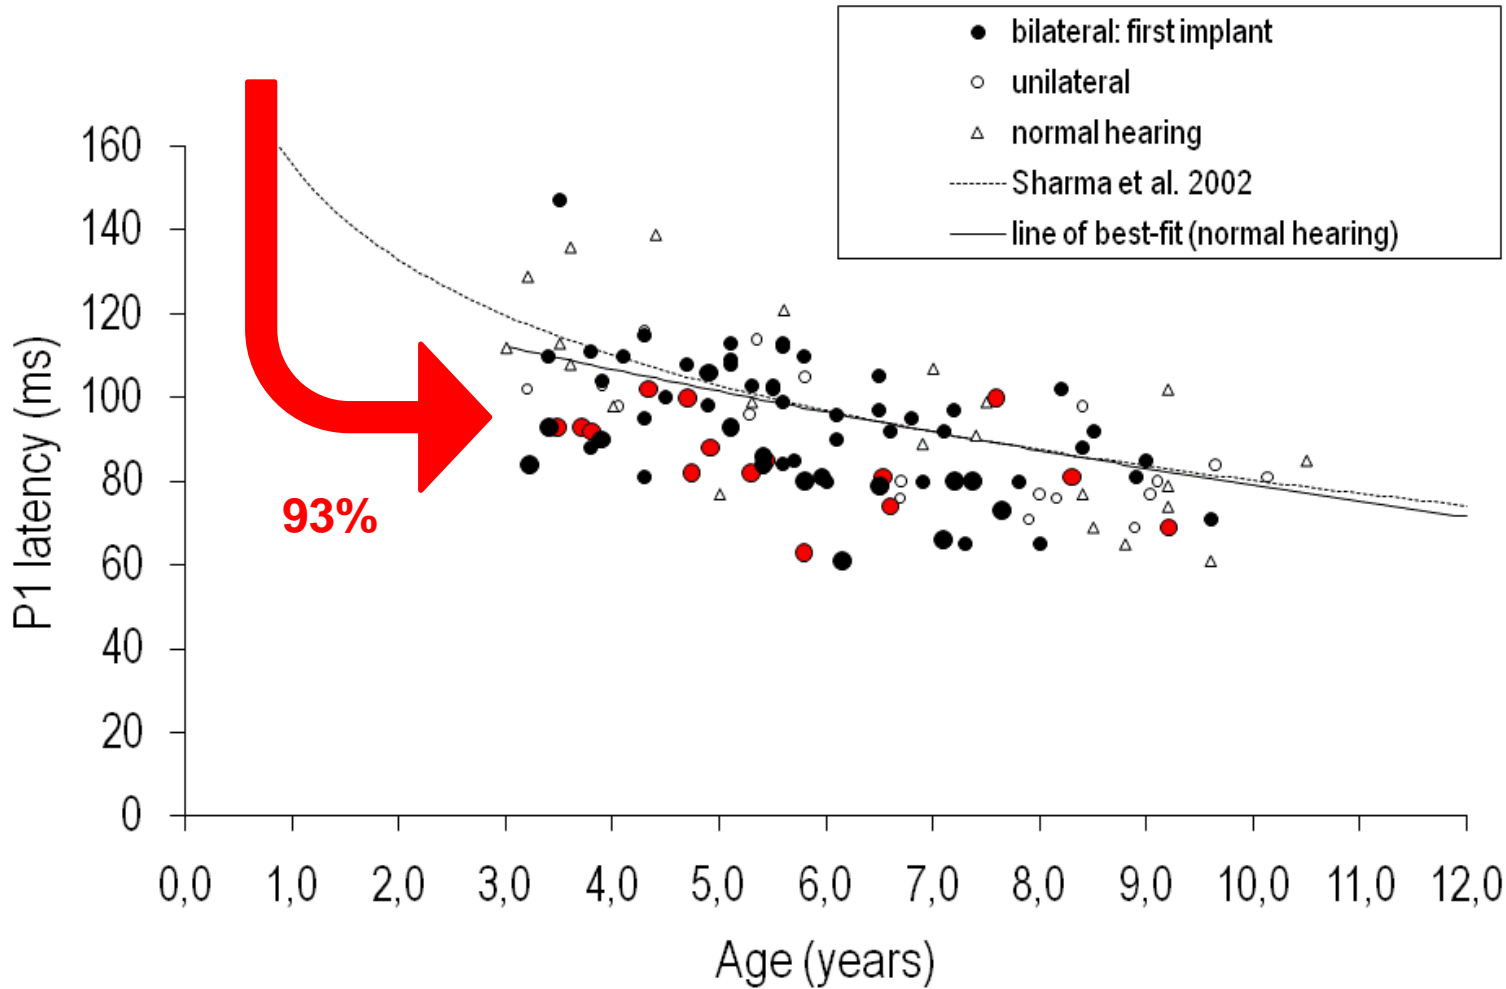 bilateral: first implant
unilateral
normal hearing
Sharma et al. 2002
line of best-fit (normal hearing)
160
140
120
100
80
60
40
20
0
P1 latency (ms)
93%
0,0 1,0 2,0 3,0 4,0 5,0 6,0 7,0 8,0 9,0 10,0 11,0 12,0
Age (years)